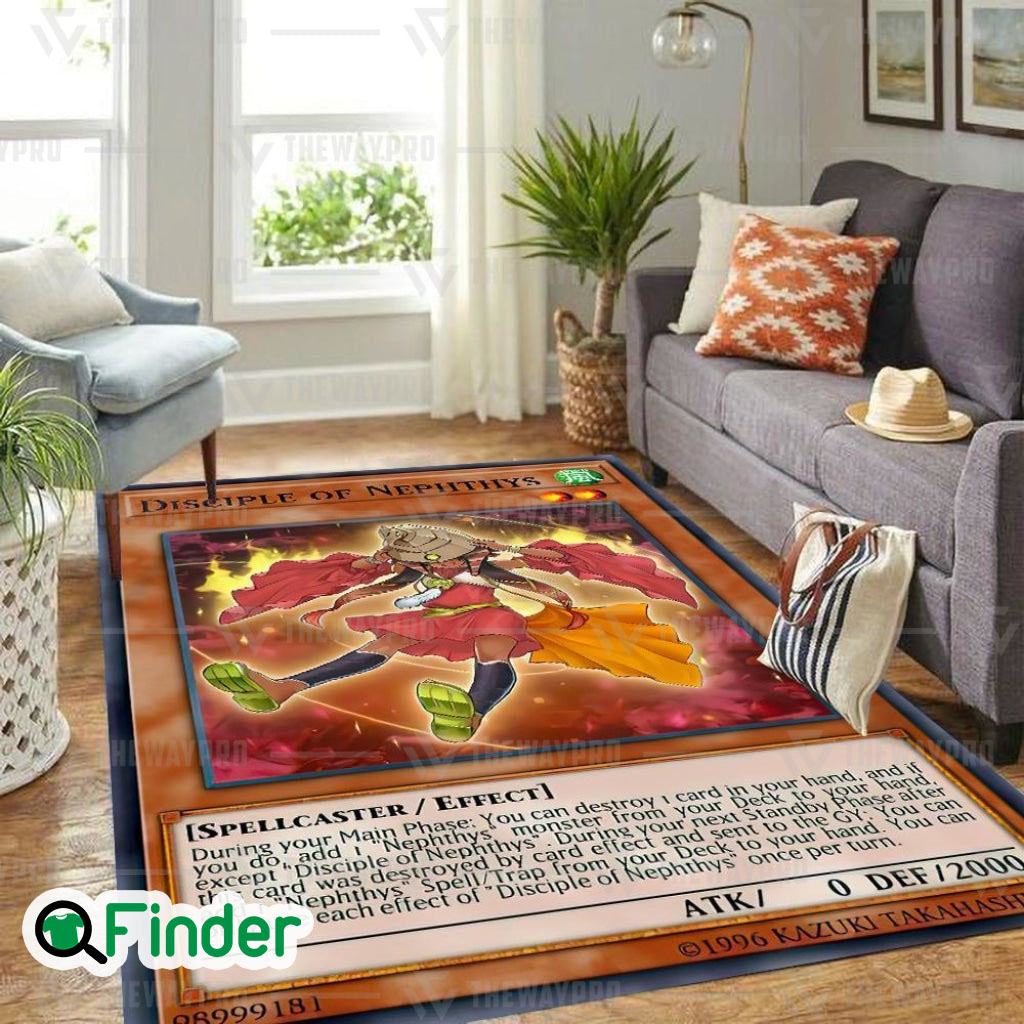 THEWAYPRO
DISCIPLE OF NEPHTHYS
風
[SPELLCASTER / EFFECT]
During your Main Phase: You can destroy 1 card in your hand, and if
you do, add 1 "Nephthys" monster from your Deck to your hand,
except "Disciple of Nephthys". During your next Standby Phase after
this card was destroyed by card effect and sent to the GY: You can
"Nephthys" Spell/Trap from your Deck to your hand. You can
each effect of "Disciple of Nephthys" once per turn.
ATK/ 0 DEF/2000
©1996 KAZUKI TAKAHASHI
98999181
Finder